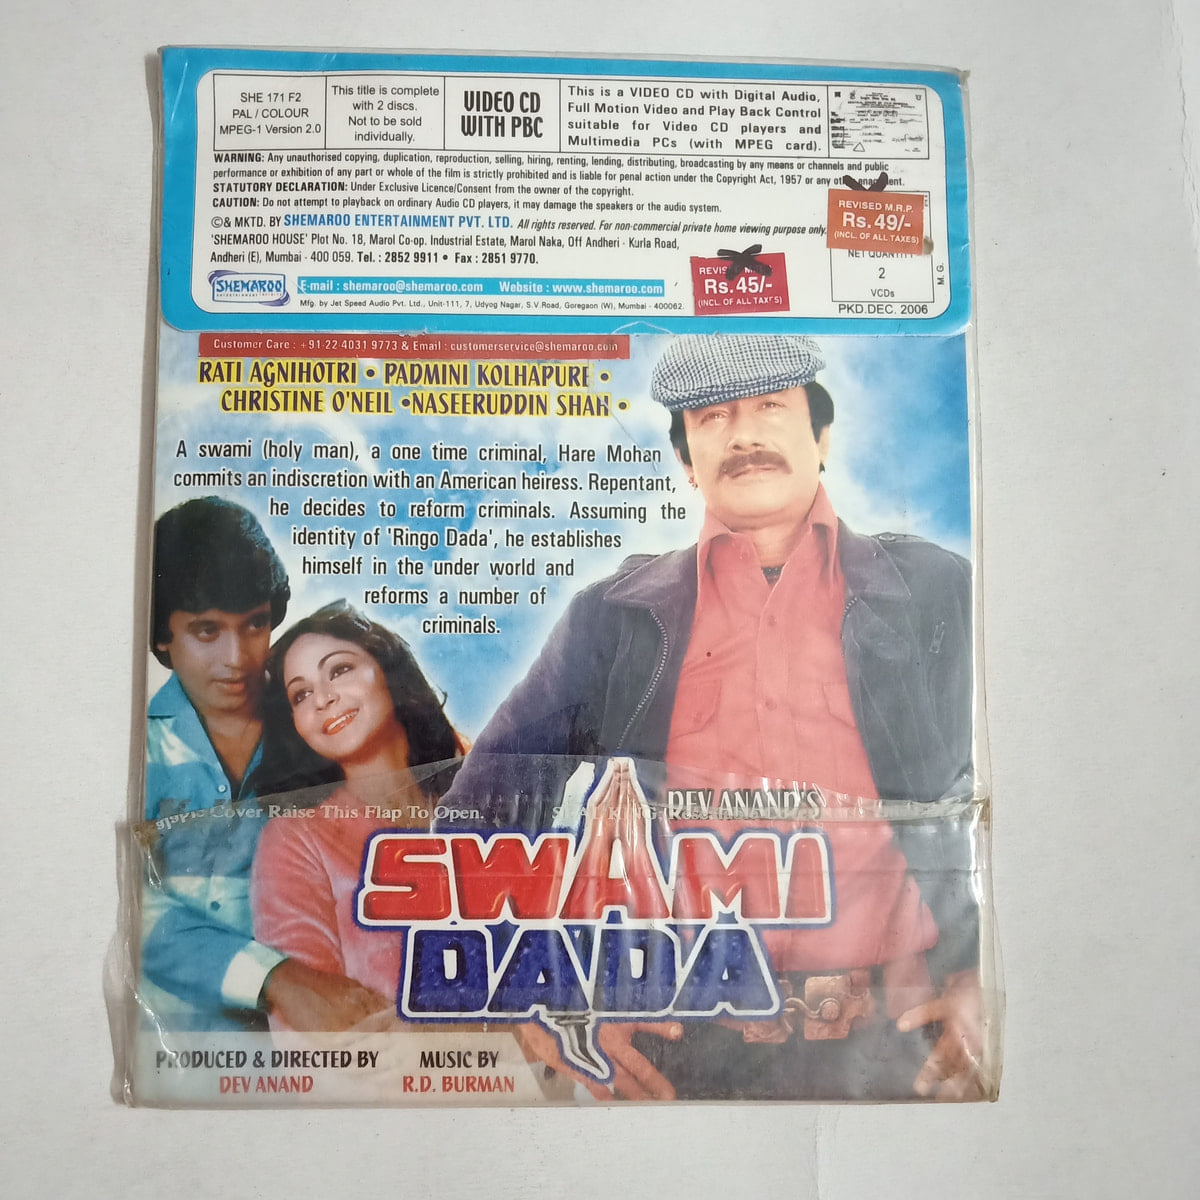 SHE 171 F2
PAL / COLOUR
MPEG-1 Version 2.0
This title is complete
with 2 discs.
Not to be sold
individually.
VIDEO CD
WITH PBC
This is a VIDEO CD with Digital Audio,
Full Motion Video and Play Back Control
suitable for Video CD players and
Multimedia PCs (with MPEG card).
WARNING: Any unauthorised copying, duplication, reproduction, selling, hiring, renting, lending, distributing, broadcasting by any means or channels and public
performance or exhibition of any part or whole of the film is strictly prohibited and is liable for penal action under the Copyright Act, 1957 or any
STATUTORY DECLARATION: Under Exclusive Licence/Consent from the owner of the copyright.
CAUTION: Do not attempt to playback on ordinary Audio CD players, it may damage the speakers or the audio system.
©& MKTD. BY SHEMAROO ENTERTAINMENT PVT. LTD. All rights reserved. For non-commercial private home viewing purpose only.
'SHEMAROO HOUSE' Plot No. 18, Marol Co-op. Industrial Estate, Marol Naka, Off Andheri - Kurla Road,
Andheri (E), Mumbai - 400 059. Tel. : 2852 9911 • Fax : 2851 9770.
SHEMAROO
E-mail : shemaroo@shemaroo.com Website : www.shemaroo.com
Mfg. by Jet Speed Audio Pvt. Ltd., Unit-111, 7, Udyog Nagar, S.V.Road, Goregaon (W), Mumbai - 400062.
REVISED M.R.P.
Rs. 49/-
(INCL. OF ALL TAXES)
Rs. 45/-
(INCL. OF ALL TAXES)
NET QUANTITY
2
VCDs
M. G.
PKD.DEC. 2006
Customer Care : +91-22 4031 9773 & Email : customerservice@shemaroo.com
RATI AGNIHOTRI • PADMINI KOLHAPURE •
CHRISTINE O'NEIL •NASEERUDDIN SHAH •
A swami (holy man), a one time criminal, Hare Mohan
commits an indiscretion with an American heiress. Repentant,
he decides to reform criminals. Assuming the
identity of 'Ringo Dada', he establishes
himself in the under world and
reforms a number of
criminals.
Cover Raise This Flap To Open.
DEV ANAND'S
SWAMI
DADA
PRODUCED & DIRECTED BY
DEV ANAND
MUSIC BY
R.D. BURMAN